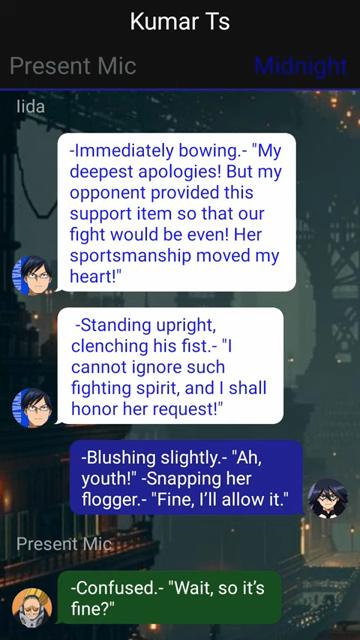 Kumar Ts
Present Mic
Midnight
Iida
-Immediately bowing.- "My
deepest apologies! But my
opponent provided this
support item so that our
fight would be even! Her
sportsmanship moved my
heart!"
-Standing upright,
clenching his fist.- "I
cannot ignore such
fighting spirit, and I shall
honor her request!"
-Blushing slightly.- "Ah,
youth!" -Snapping her
flogger.- "Fine, I’ll allow it."
Present Mic
-Confused.- "Wait, so it’s
fine?"